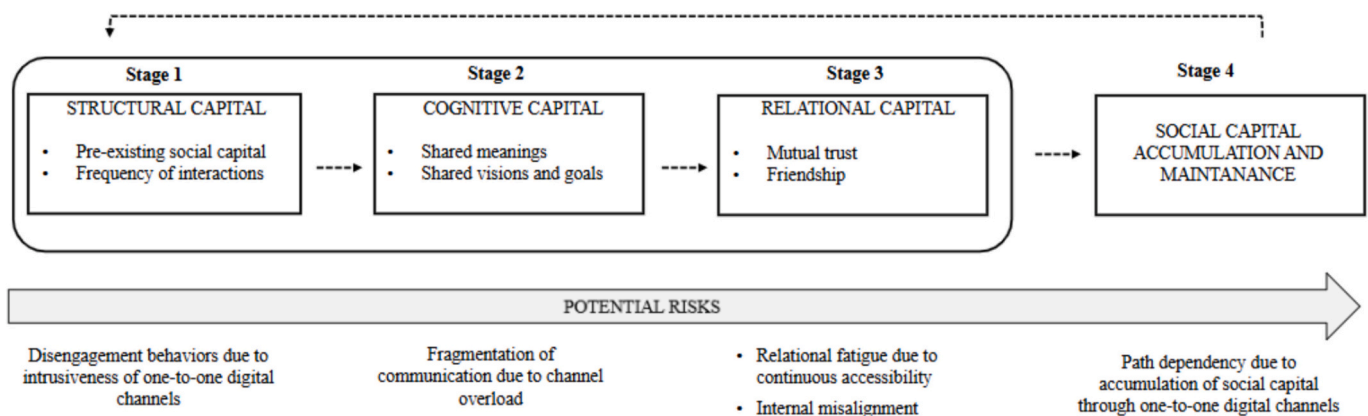 Stage 1
STRUCTURAL CAPITAL
• Pre-existing social capital
• Frequency of interactions
Stage 2
COGNITIVE CAPITAL
• Shared meanings
• Shared visions and goals
Stage 3
RELATIONAL CAPITAL
• Mutual trust
• Friendship
Stage 4
SOCIAL CAPITAL
ACCUMULATION AND
MAINTANANCE
POTENTIAL RISKS
Disengagement behaviors due to
intrusiveness of one-to-one digital
channels
Fragmentation of
communication due to channel
overload
• Relational fatigue due to
continuous accessibility
• Internal misalignment
Path dependency due to
accumulation of social capital
through one-to-one digital channels